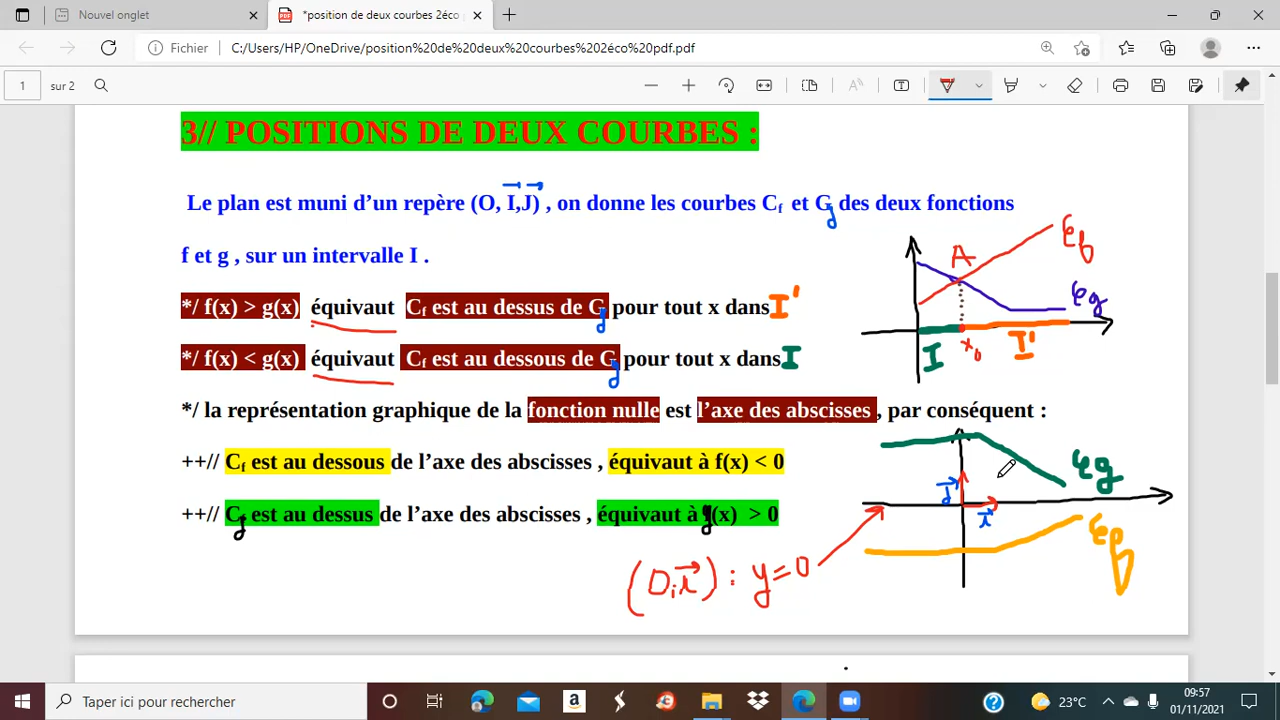 Nouvel onglet
*position de deux courbes 2éco
Fichier
C:/Users/HP/OneDrive/position%20de%20deux%20courbes%202éco%20pdf.pdf
1
sur 2
3// POSITIONS DE DEUX COURBES :
Le plan est muni d’un repère (O, I,J) , on donne les courbes Cf et Cg des deux fonctions
f et g , sur un intervalle I .
*/ f(x) > g(x) équivaut Cf est au dessus de Cg pour tout x dans I'
*/ f(x) < g(x) équivaut Cf est au dessous de Cg pour tout x dans I
*/ la représentation graphique de la fonction nulle est l’axe des abscisses , par conséquent :
++// Cf est au dessous de l’axe des abscisses , équivaut à f(x) < 0
++// Cg est au dessus de l’axe des abscisses , équivaut à g(x) > 0
A
Cf
Cg
I
x0
I'
Cg
j
i
Cf
(O,i) : y=0
Taper ici pour rechercher
a
23°C
09:57
01/11/2021